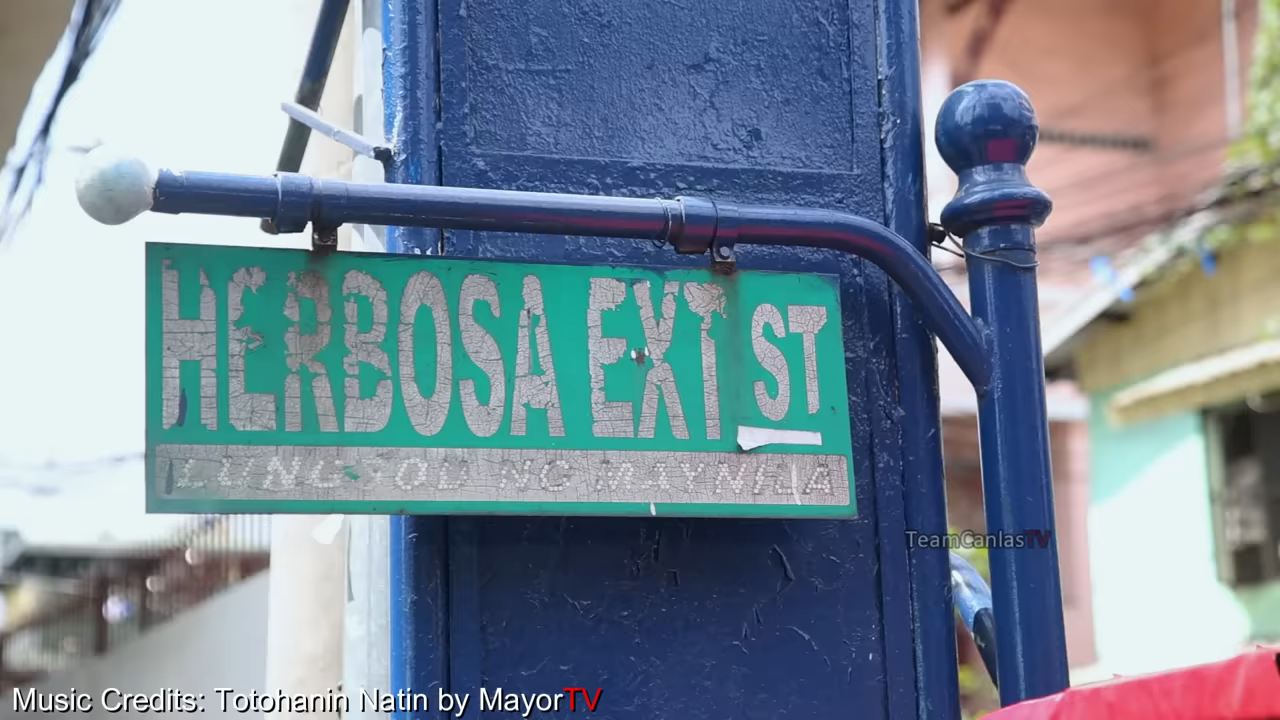 HERBOSA EXT ST
LUNGSOD NG MAYNILA
TeamCanlasTV
Music Credits: Totohanin Natin by MayorTV